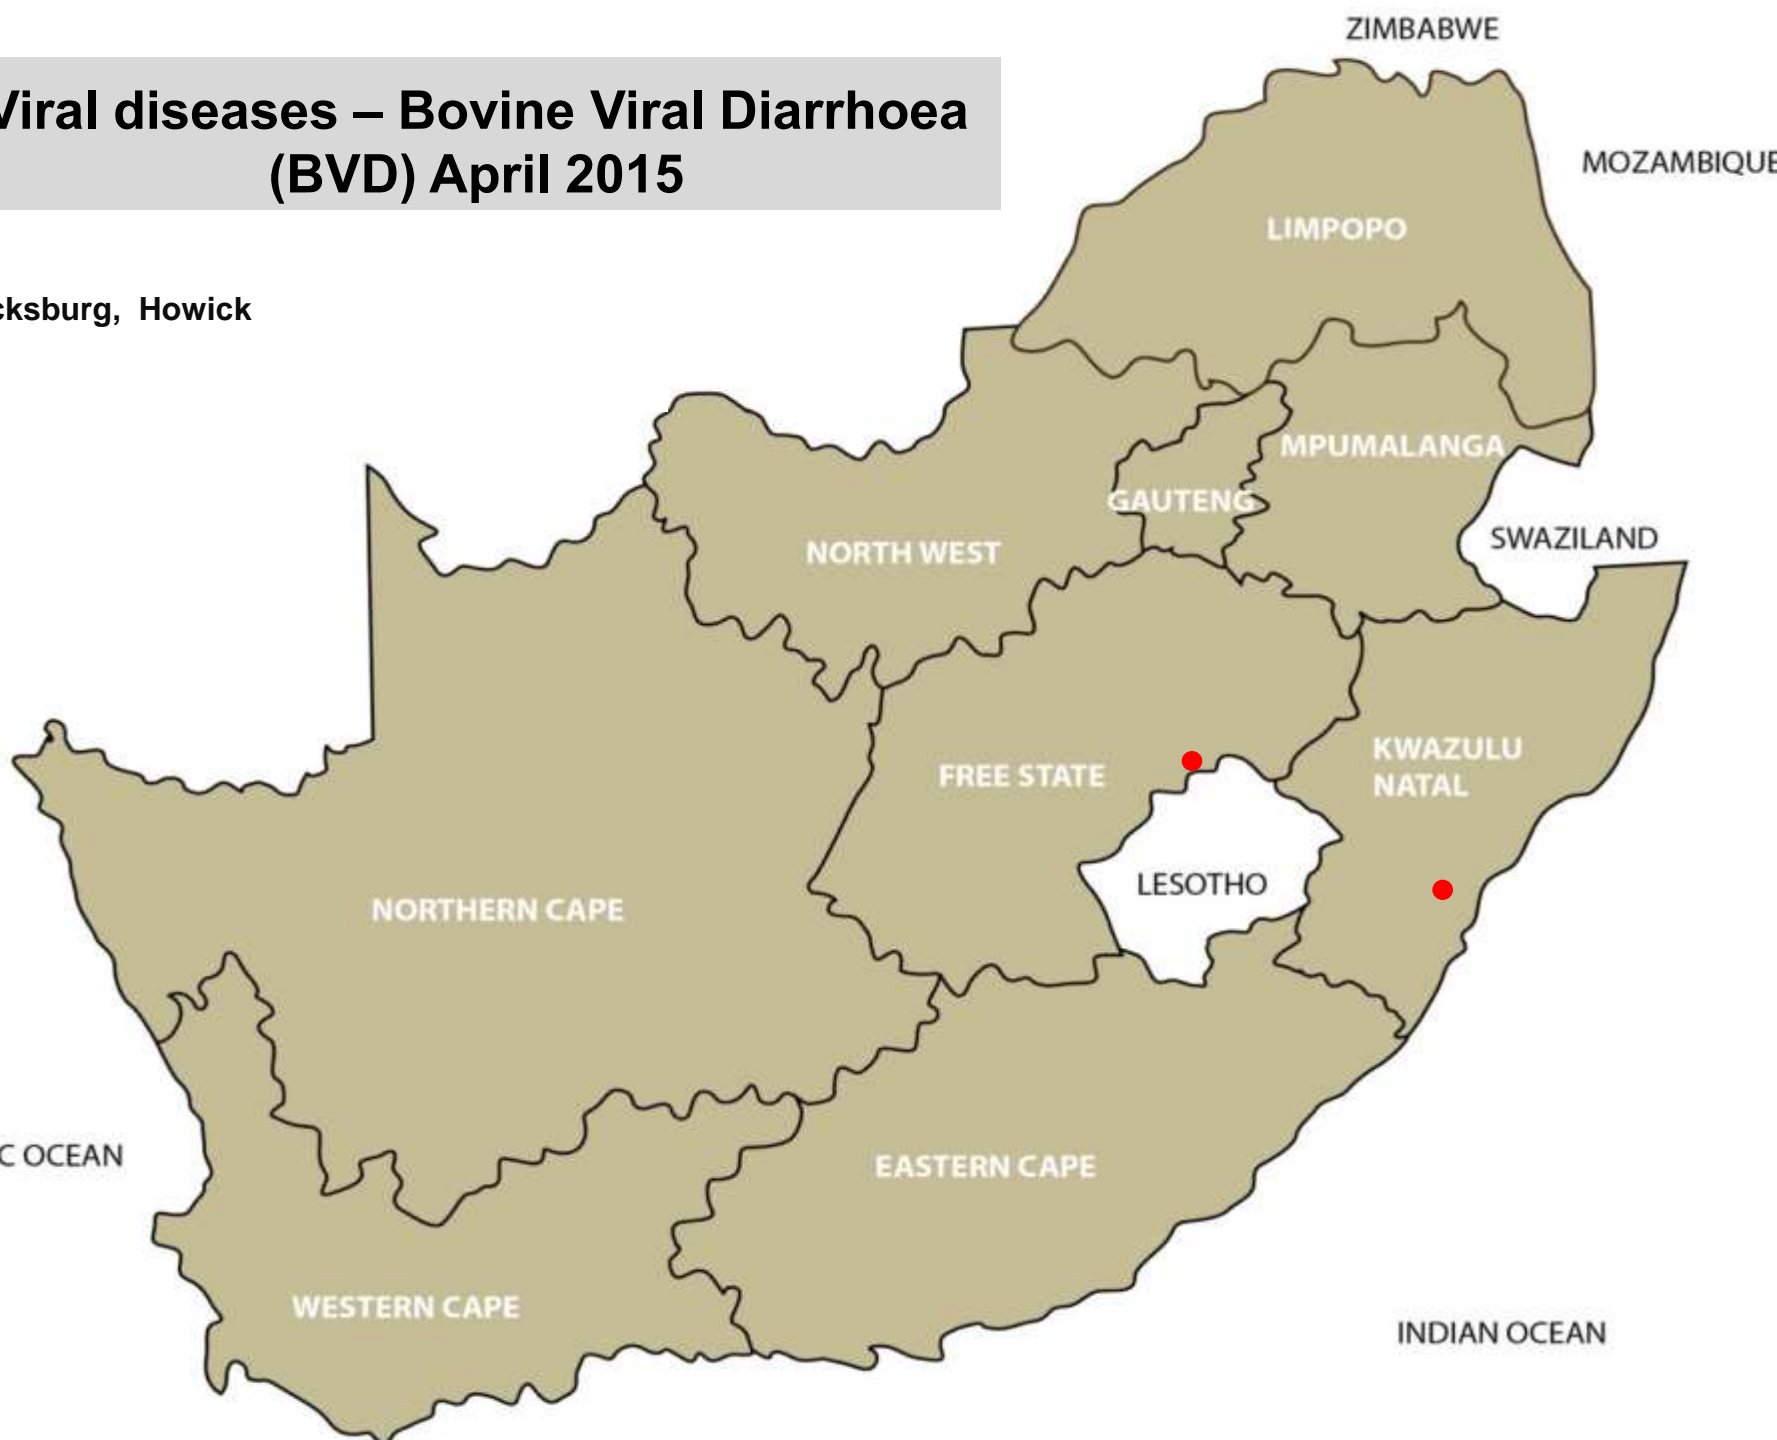 ZIMBABWE
Viral diseases – Bovine Viral Diarrhoea
(BVD) April 2015
MOZAMBIQUE
LIMPOPO
cksburg, Howick
MPUMALANGA
GAUTENG
SWAZILAND
NORTH WEST
KWAZULU
NATAL
FREE STATE
LESOTHO
NORTHERN CAPE
C OCEAN
EASTERN CAPE
WESTERN CAPE
INDIAN OCEAN